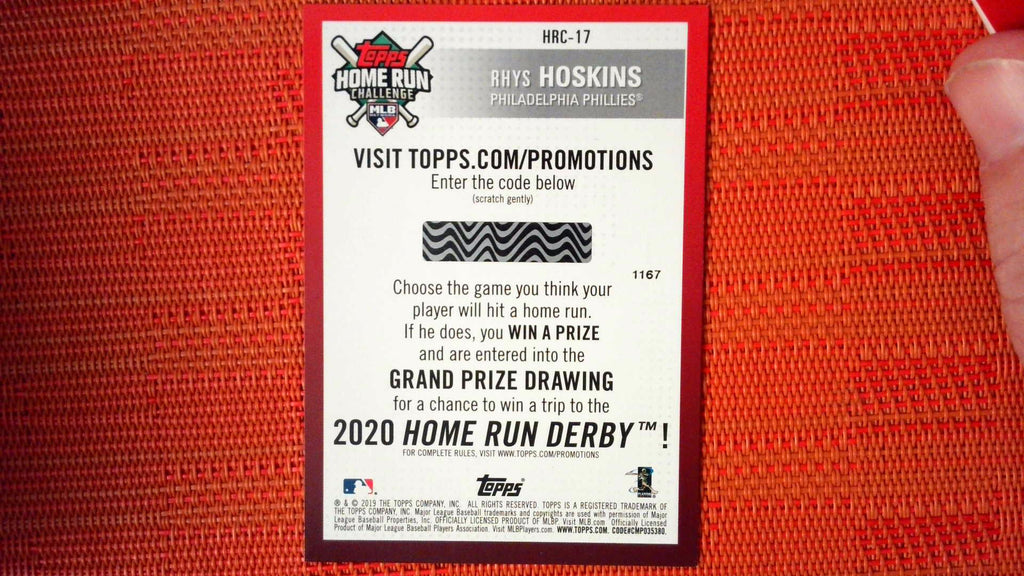 HRC-17
Topps
HOME RUN
CHALLENGE
MLB
RHYS HOSKINS
PHILADELPHIA PHILLIES®
VISIT TOPPS.COM/PROMOTIONS
Enter the code below
(scratch gently)
1167
Choose the game you think your
player will hit a home run.
If he does, you WIN A PRIZE
and are entered into the
GRAND PRIZE DRAWING
for a chance to win a trip to the
2020 HOME RUN DERBY™!
FOR COMPLETE RULES, VISIT WWW.TOPPS.COM/PROMOTIONS
Topps®
® & © 2019 THE TOPPS COMPANY, INC. ALL RIGHTS RESERVED. TOPPS IS A REGISTERED TRADEMARK OF
THE TOPPS COMPANY, INC. Major League Baseball trademarks and copyrights are used with permission of Major
League Baseball Properties, Inc. OFFICIALLY LICENSED PRODUCT OF MLBP. Visit MLB.com Officially Licensed
Product of Major League Baseball Players Association. Visit MLBPlayers.com. WWW.TOPPS.COM. CODE#CMP035380.